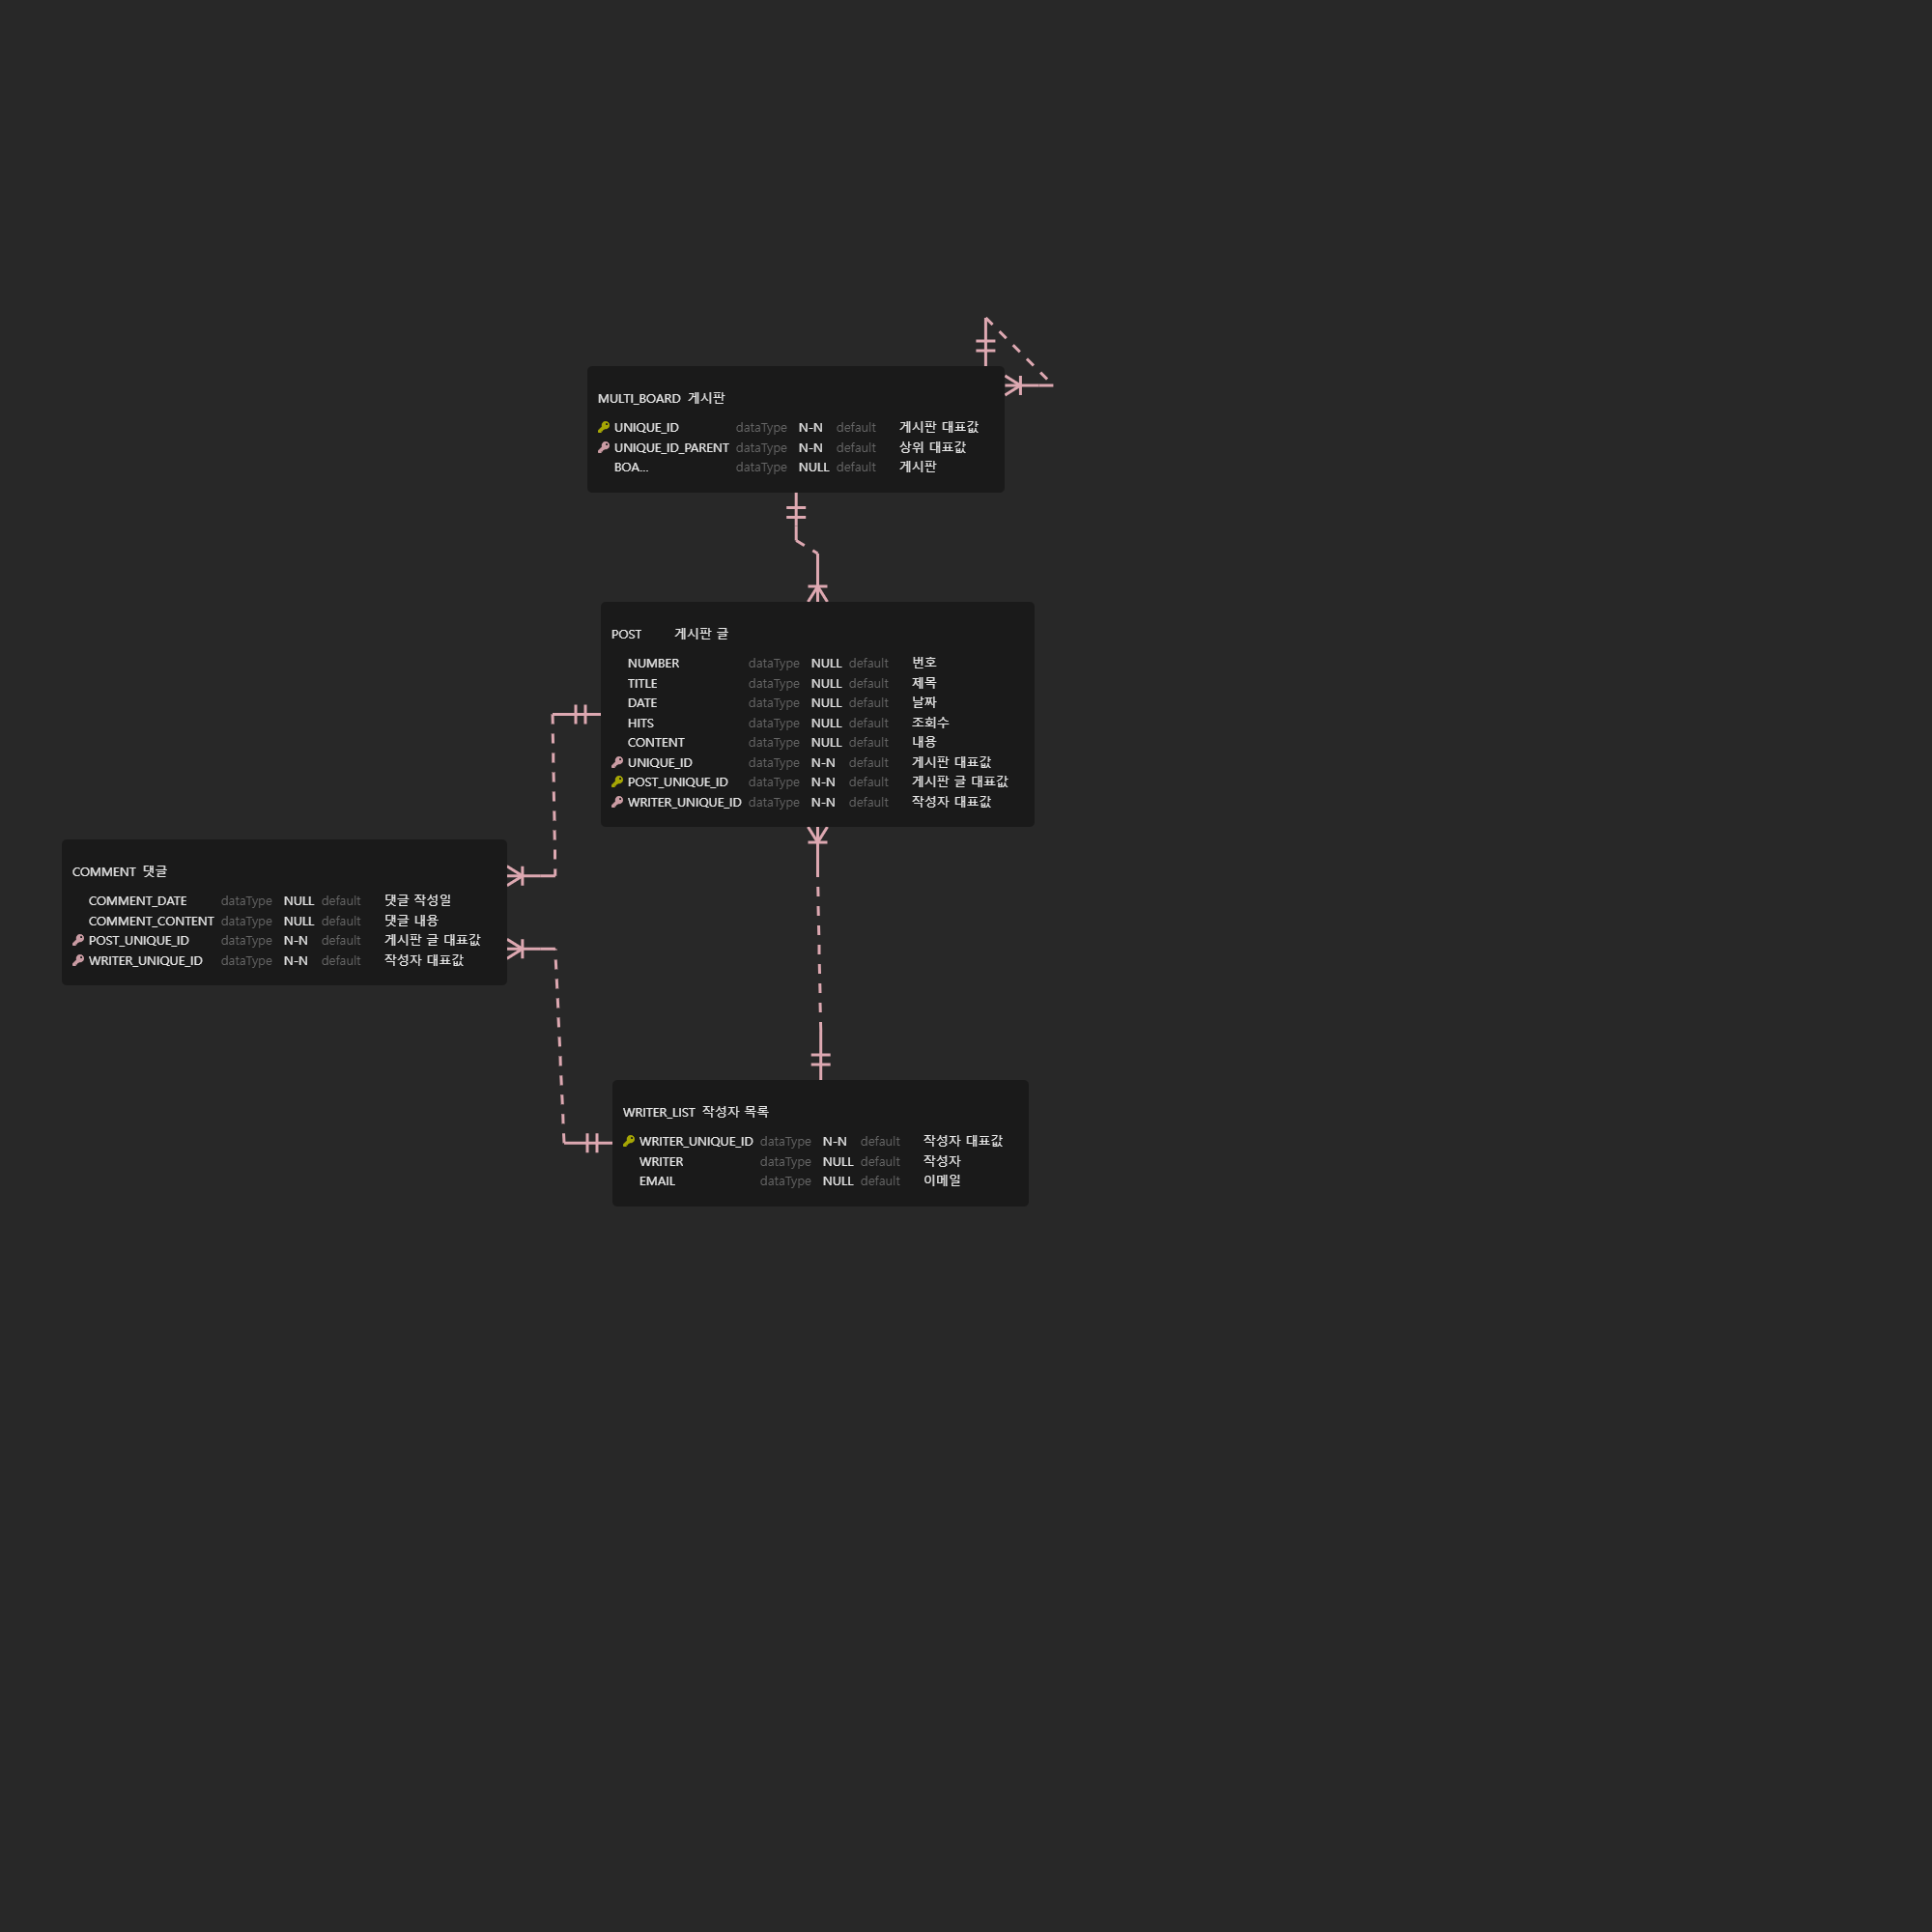 MULTI_BOARD 게시판
UNIQUE_ID dataType N-N default 게시판 대표값
UNIQUE_ID_PARENT dataType N-N default 상위 대표값
BOA... dataType NULL default 게시판
POST 게시판 글
NUMBER dataType NULL default 번호
TITLE dataType NULL default 제목
DATE dataType NULL default 날짜
HITS dataType NULL default 조회수
CONTENT dataType NULL default 내용
UNIQUE_ID dataType N-N default 게시판 대표값
POST_UNIQUE_ID dataType N-N default 게시판 글 대표값
WRITER_UNIQUE_ID dataType N-N default 작성자 대표값
COMMENT 댓글
COMMENT_DATE dataType NULL default 댓글 작성일
COMMENT_CONTENT dataType NULL default 댓글 내용
POST_UNIQUE_ID dataType N-N default 게시판 글 대표값
WRITER_UNIQUE_ID dataType N-N default 작성자 대표값
WRITER_LIST 작성자 목록
WRITER_UNIQUE_ID dataType N-N default 작성자 대표값
WRITER dataType NULL default 작성자
EMAIL dataType NULL default 이메일